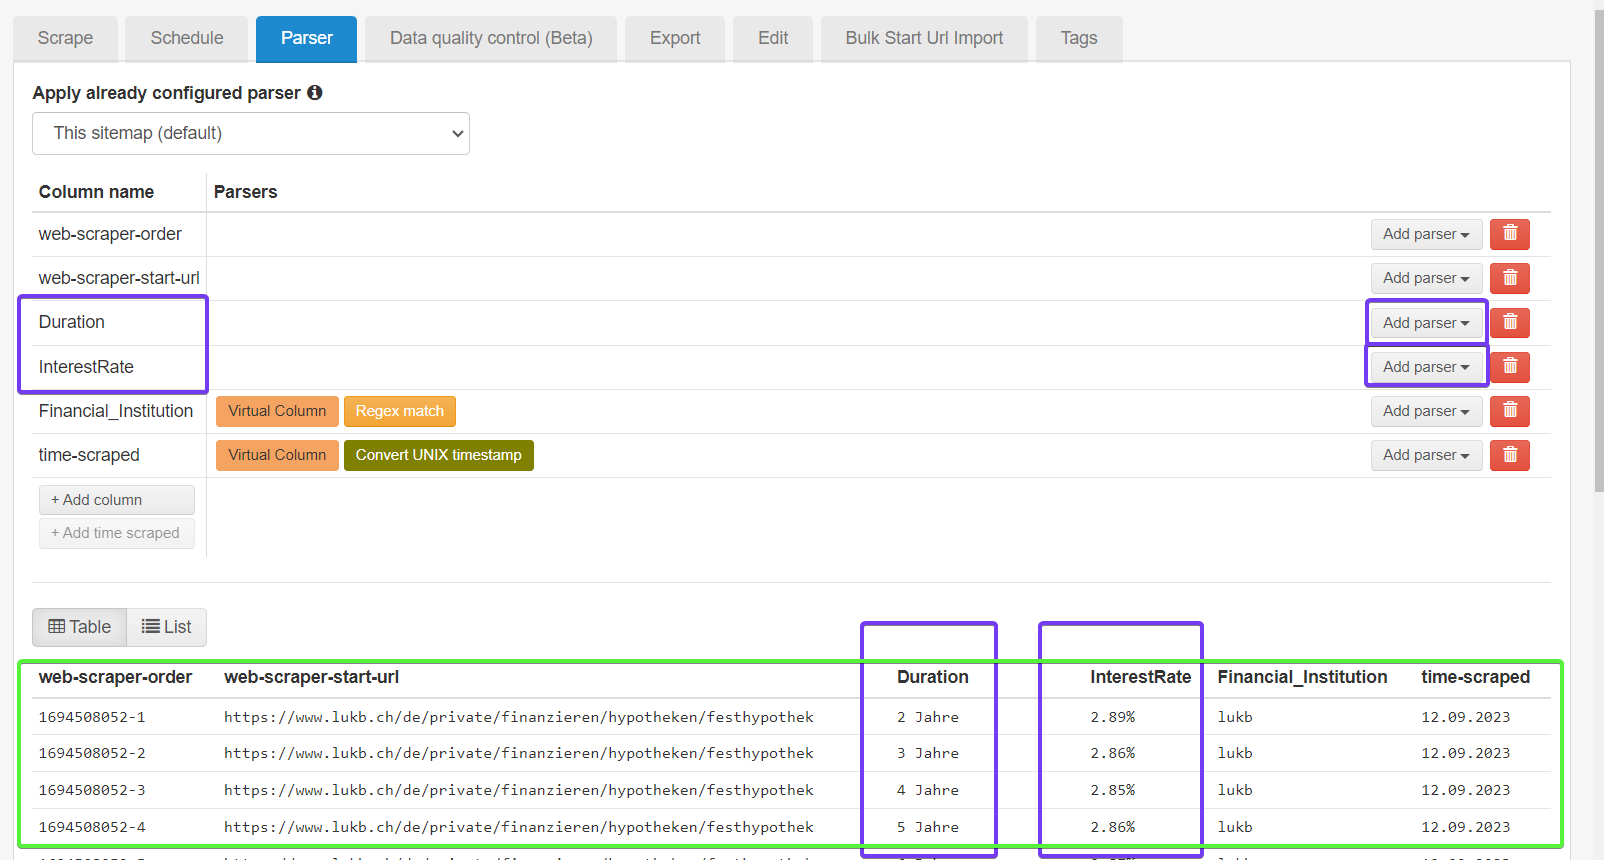 Scrape Schedule Parser Data quality control (Beta) Export Edit Bulk Start Url Import Tags
Apply already configured parser
This sitemap (default)
Column name Parsers
web-scraper-order Add parser
web-scraper-start-url Add parser
Duration Add parser
InterestRate Add parser
Financial_Institution Virtual Column Regex match Add parser
time-scraped Virtual Column Convert UNIX timestamp Add parser
+ Add column
+ Add time scraped
Table List
web-scraper-order web-scraper-start-url Duration InterestRate Financial_Institution time-scraped
1694508052-1 https://www.lukb.ch/de/private/finanzieren/hypotheken/festhypothek 2 Jahre 2.89% lukb 12.09.2023
1694508052-2 https://www.lukb.ch/de/private/finanzieren/hypotheken/festhypothek 3 Jahre 2.86% lukb 12.09.2023
1694508052-3 https://www.lukb.ch/de/private/finanzieren/hypotheken/festhypothek 4 Jahre 2.85% lukb 12.09.2023
1694508052-4 https://www.lukb.ch/de/private/finanzieren/hypotheken/festhypothek 5 Jahre 2.86% lukb 12.09.2023